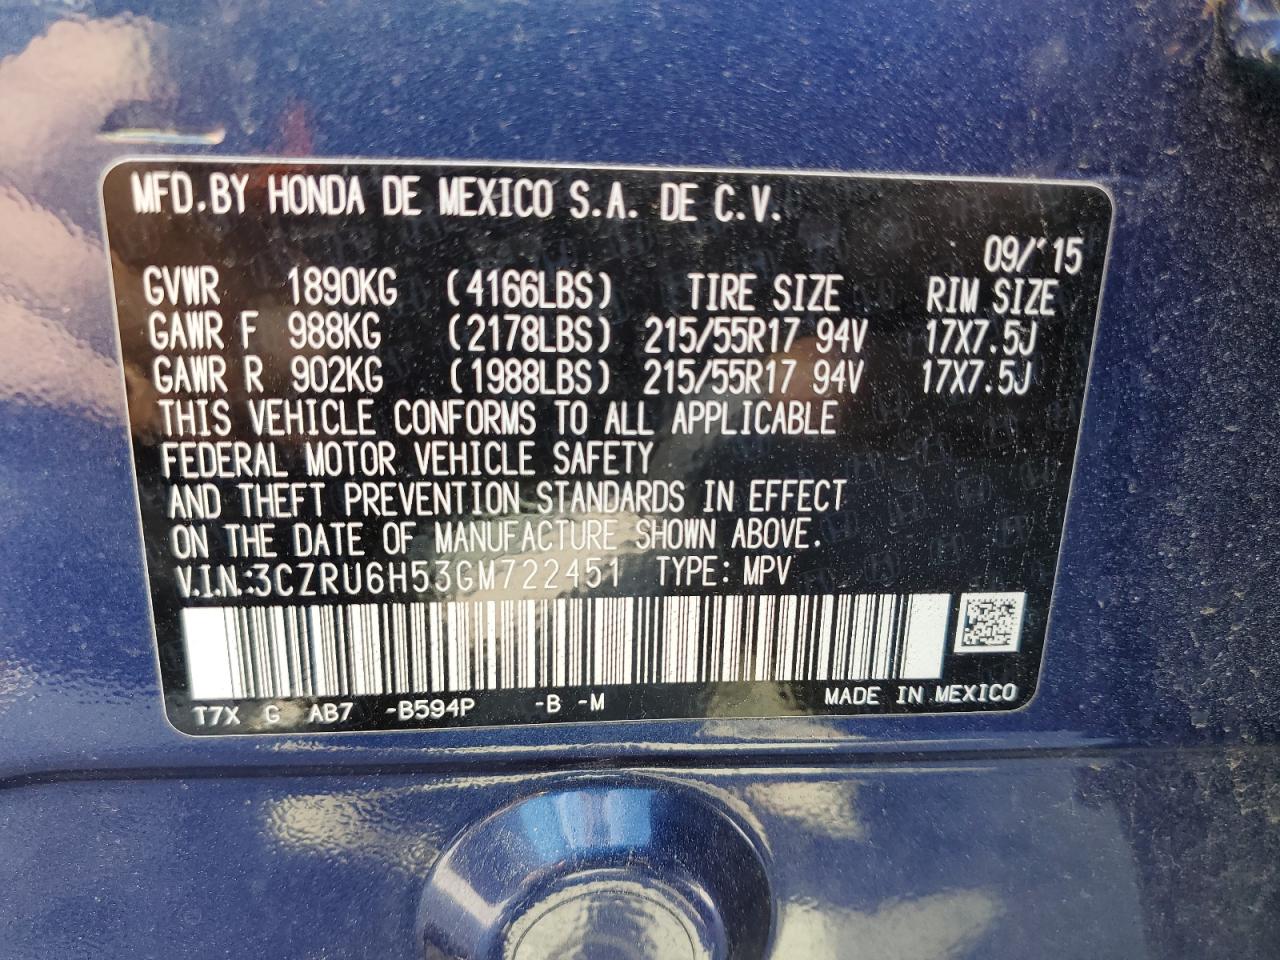 MFD.BY HONDA DE MEXICO S.A. DE C.V.
09/'15
GVWR 1890KG (4166LBS) TIRE SIZE RIM SIZE
GAWR F 988KG (2178LBS) 215/55R17 94V 17X7.5J
GAWR R 902KG (1988LBS) 215/55R17 94V 17X7.5J
THIS VEHICLE CONFORMS TO ALL APPLICABLE
FEDERAL MOTOR VEHICLE SAFETY
AND THEFT PREVENTION STANDARDS IN EFFECT
ON THE DATE OF MANUFACTURE SHOWN ABOVE.
V.I.N.:3CZRU6H53GM722451 TYPE: MPV
T7X G AB7 -B594P -B -M MADE IN MEXICO